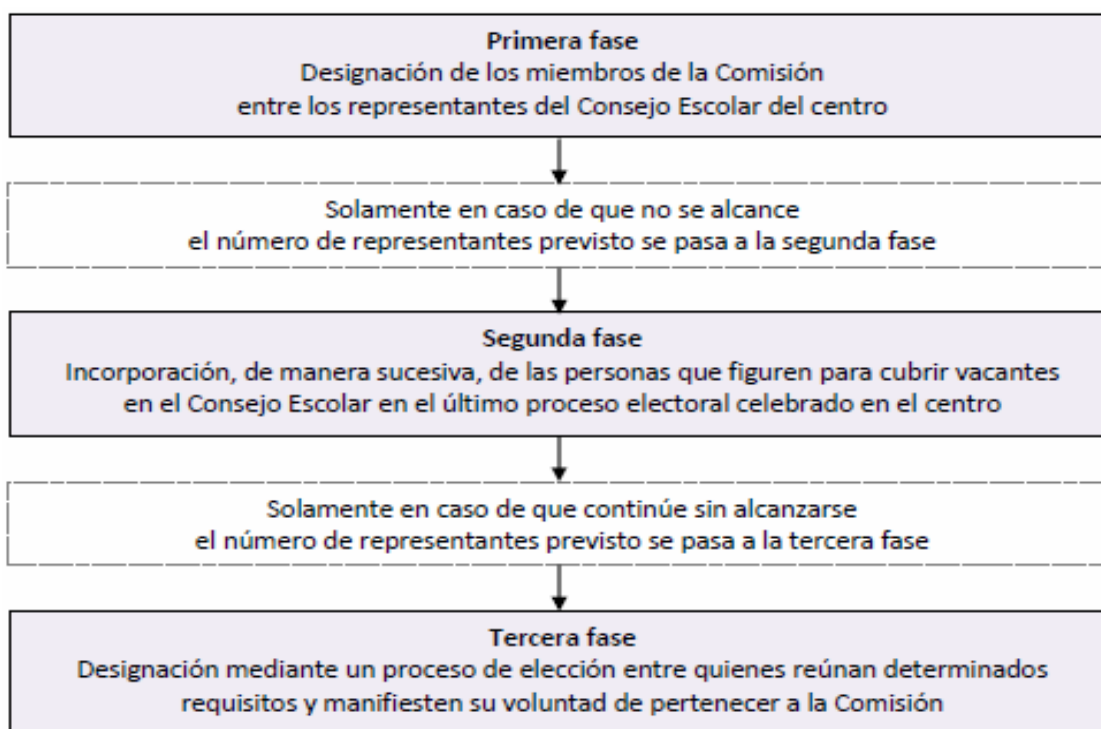 Primera fase
Designación de los miembros de la Comisión
entre los representantes del Consejo Escolar del centro
Solamente en caso de que no se alcance
el número de representantes previsto se pasa a la segunda fase
Segunda fase
Incorporación, de manera sucesiva, de las personas que figuren para cubrir vacantes
en el Consejo Escolar en el último proceso electoral celebrado en el centro
Solamente en caso de que continúe sin alcanzarse
el número de representantes previsto se pasa a la tercera fase
Tercera fase
Designación mediante un proceso de elección entre quienes reúnan determinados
requisitos y manifiesten su voluntad de pertenecer a la Comisión